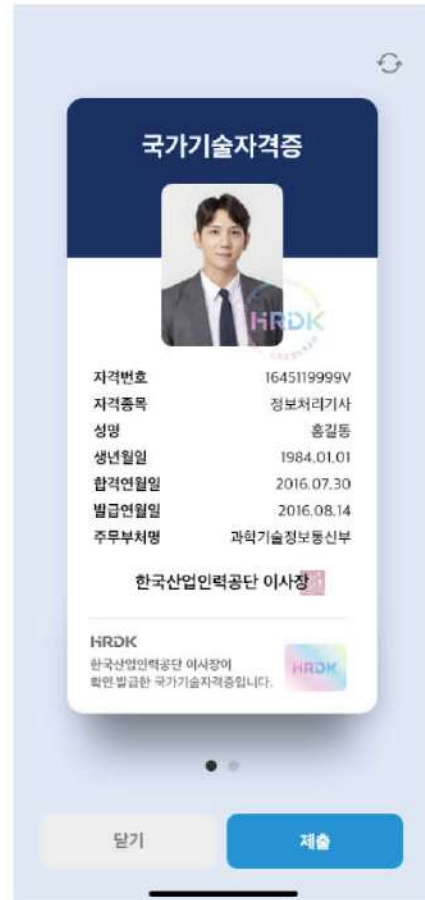 국가기술자격증
HRDK
자격번호 1645119999V
자격종목 정보처리기사
성명 홍길동
생년월일 1984.01.01
합격연월일 2016.07.30
발급연월일 2016.08.14
주무부처명 과학기술정보통신부
한국산업인력공단 이사장
HRDK
한국산업인력공단 이사장이
확인·발급한 국가기술자격증입니다.
HRDK
닫기 제출